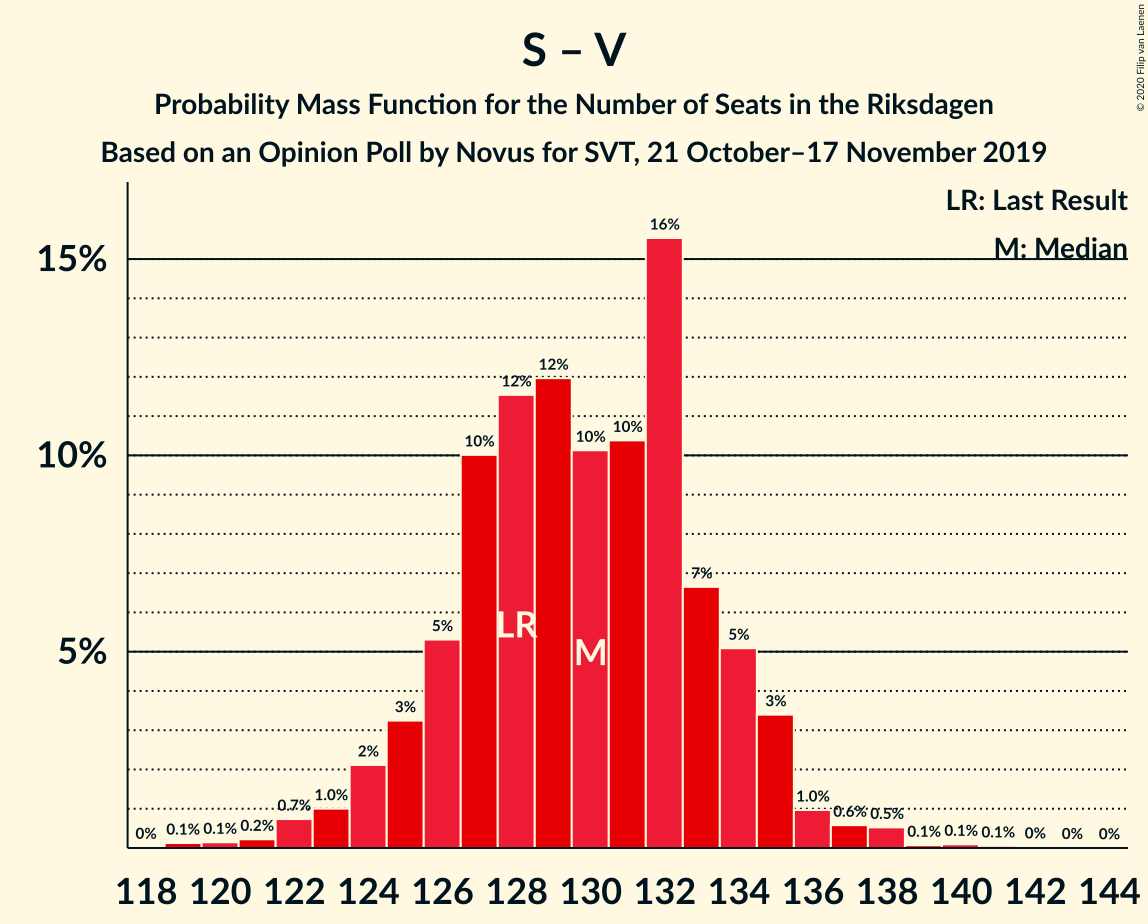 S – V
Probability Mass Function for the Number of Seats in the Riksdagen
Based on an Opinion Poll by Novus for SVT, 21 October–17 November 2019
© 2020 Filip van Laenen
LR: Last Result
M: Median
15%
10%
5%
0% 0.1% 0.1% 0.2% 0.7% 1.0% 2% 3% 5% 10% 12% 12% 10% 10% 16% 7% 5% 3% 1.0% 0.6% 0.5% 0.1% 0.1% 0.1% 0% 0% 0%
LR
M
118 120 122 124 126 128 130 132 134 136 138 140 142 144